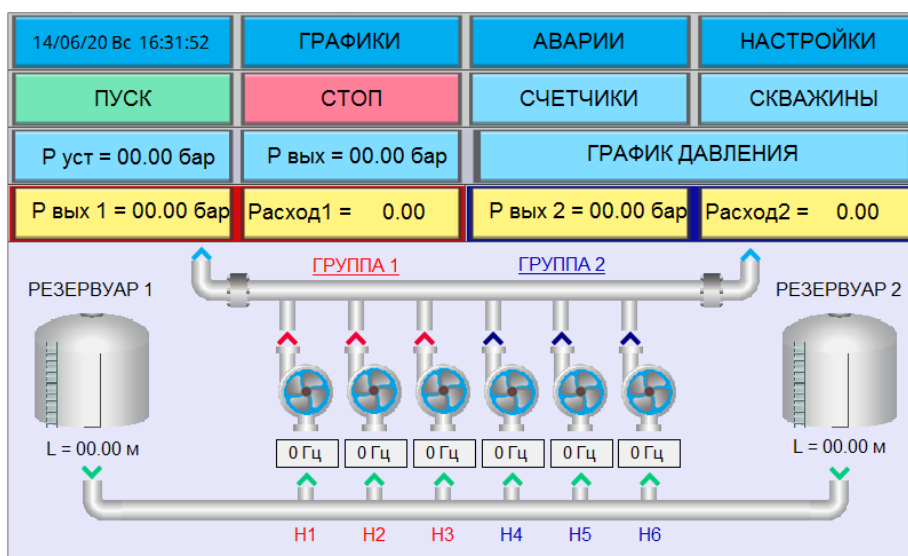 14/06/20 Вс 16:31:52 ГРАФИКИ АВАРИИ НАСТРОЙКИ
ПУСК СТОП СЧЕТЧИКИ СКВАЖИНЫ
Р уст = 00.00 бар Р вых = 00.00 бар ГРАФИК ДАВЛЕНИЯ
Р вых 1 = 00.00 бар Расход1 = 0.00 Р вых 2 = 00.00 бар Расход2 = 0.00
ГРУППА 1 ГРУППА 2
РЕЗЕРВУАР 1 РЕЗЕРВУАР 2
L = 00.00 м L = 00.00 м
0 Гц 0 Гц 0 Гц 0 Гц 0 Гц 0 Гц
Н1 Н2 Н3 Н4 Н5 Н6